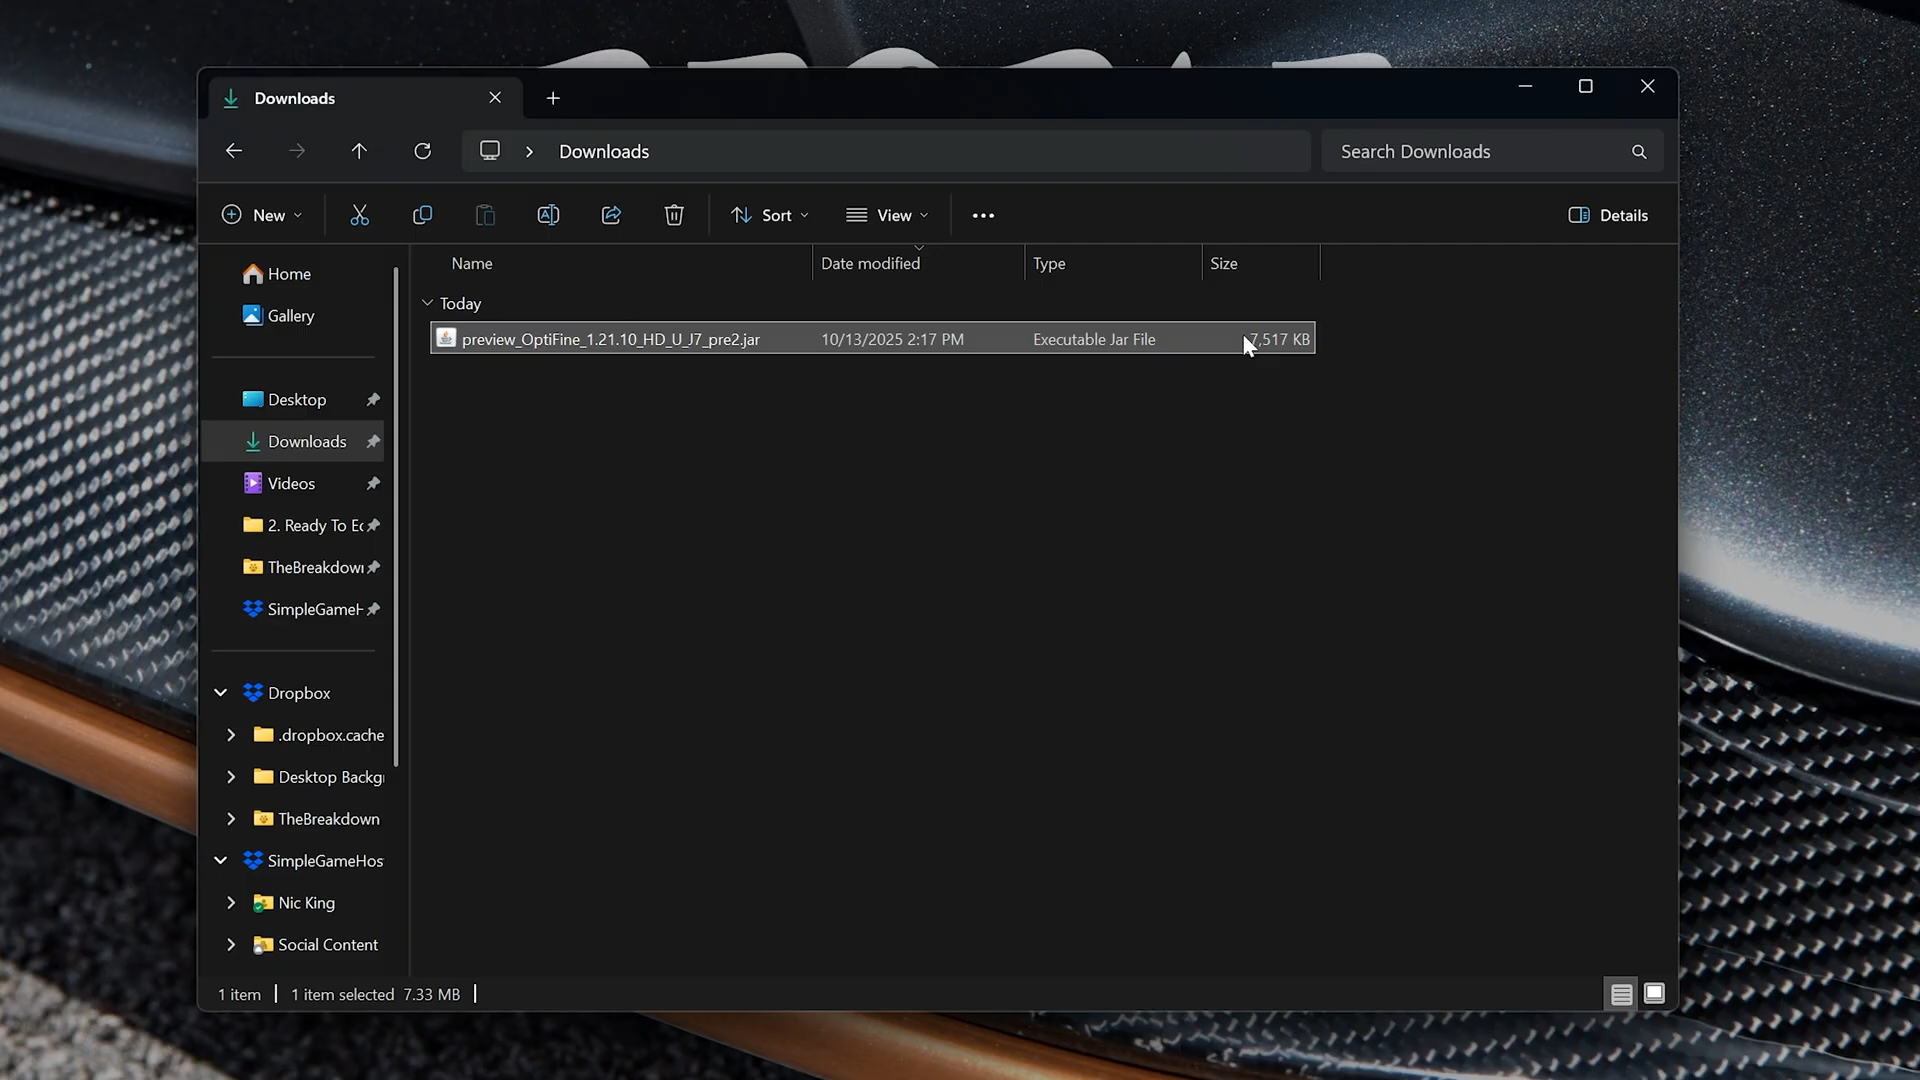 Downloads
Downloads
Search Downloads
New
Sort
View
Details
Name Date modified Type Size
Today
preview_OptiFine_1.21.10_HD_U_J7_pre2.jar 10/13/2025 2:17 PM Executable Jar File 7,517 KB
Home
Gallery
Desktop
Downloads
Videos
2. Ready To Ec
TheBreakdown
SimpleGameH
Dropbox
.dropbox.cache
Desktop Backgr
TheBreakdown
SimpleGameHos
Nic King
Social Content
1 item 1 item selected 7.33 MB